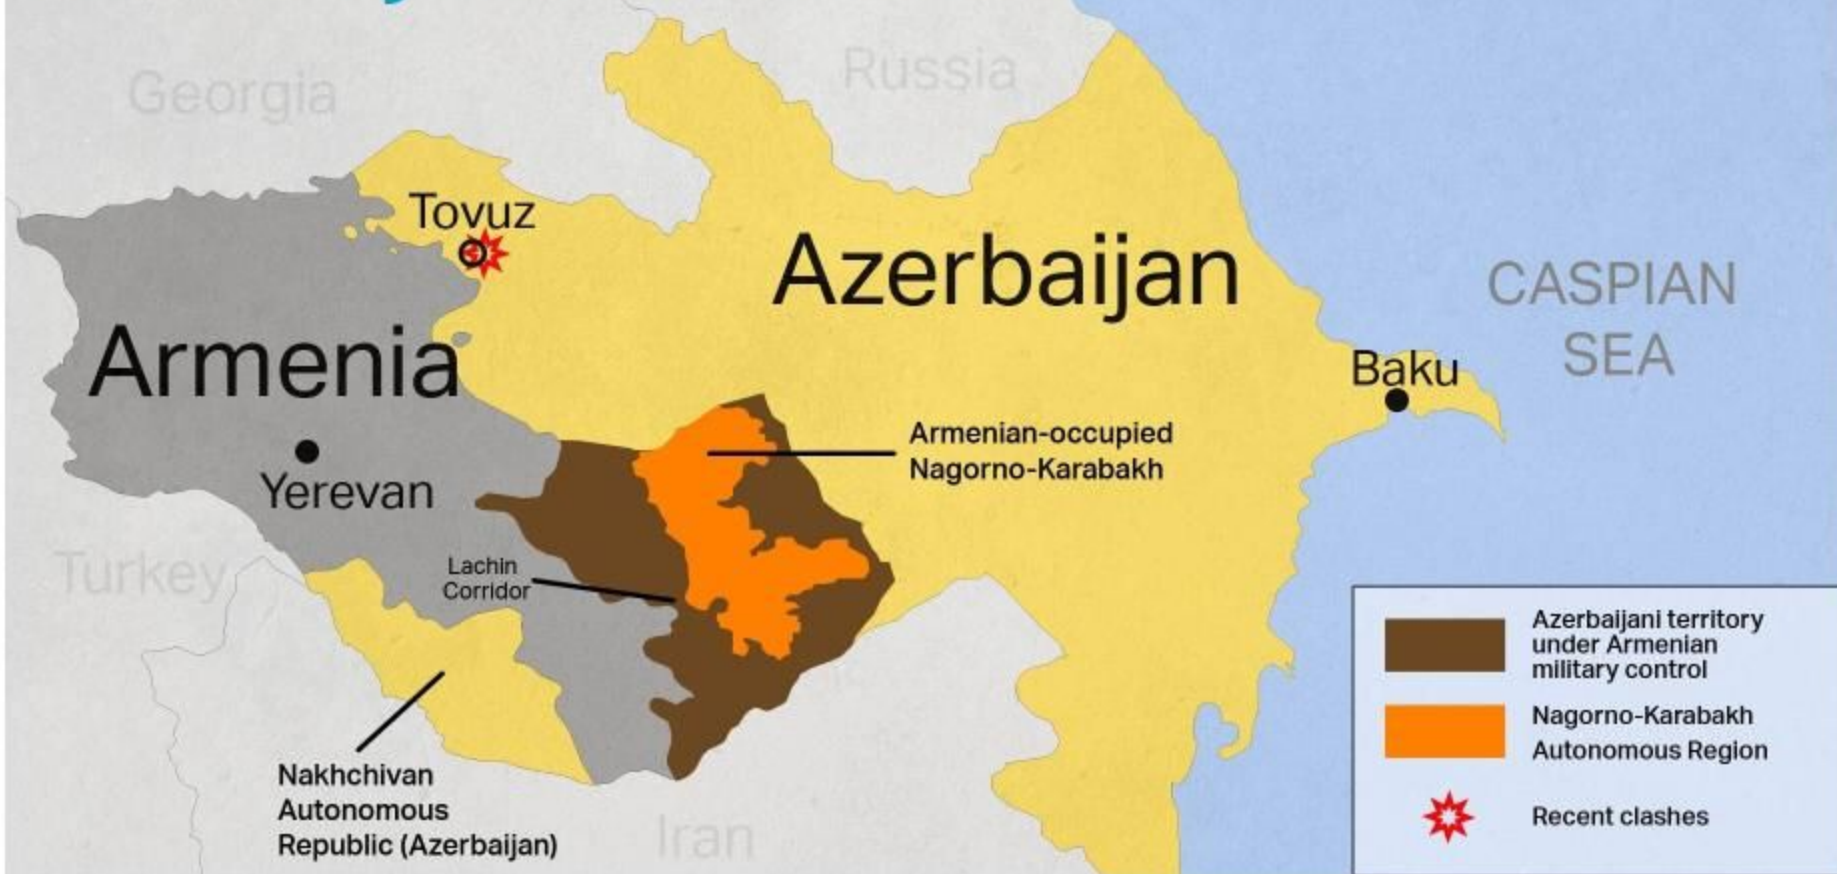 Georgia
Russia
Tovuz
Azerbaijan
CASPIAN
SEA
Armenia
Baku
Armenian-occupied
Nagorno-Karabakh
Yerevan
Turkey
Lachin
Corridor
Nakhchivan
Autonomous
Republic (Azerbaijan)
Iran
Azerbaijani territory
under Armenian
military control
Nagorno-Karabakh
Autonomous Region
Recent clashes